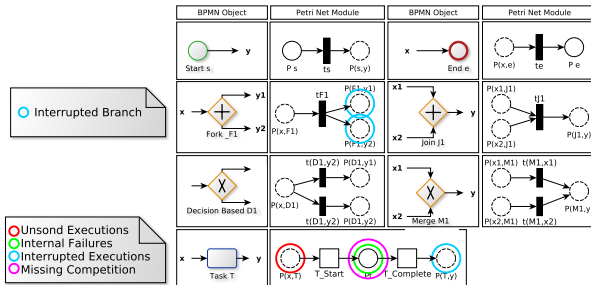 BPMN Object
Petri Net Module
BPMN Object
Petri Net Module
Start s
y
P s
ts
P(s,y)
x
End e
P(x,e)
te
P e
Interrupted Branch
x
y1
y2
Fork _F1
P(x,F1)
tF1
P(F1,y1)
P(F1,y2)
x1
x2
y
Join J1
P(x1,J1)
P(x2,J1)
tJ1
P(J1,y)
Decision Based D1
P(x,D1)
t(D1,y2)
P(D1,y1)
t(D1,y2)
P(D1,y2)
x1
x2
y
Merge M1
P(x1,M1)
t(M1,x1)
P(x2,M1)
t(M1,x2)
P(M1,y
Unsond Executions
Internal Failures
Interrupted Executions
Missing Competition
x
y
Task T
P(x,T)
T_Start
T_Complete
P(T,y)